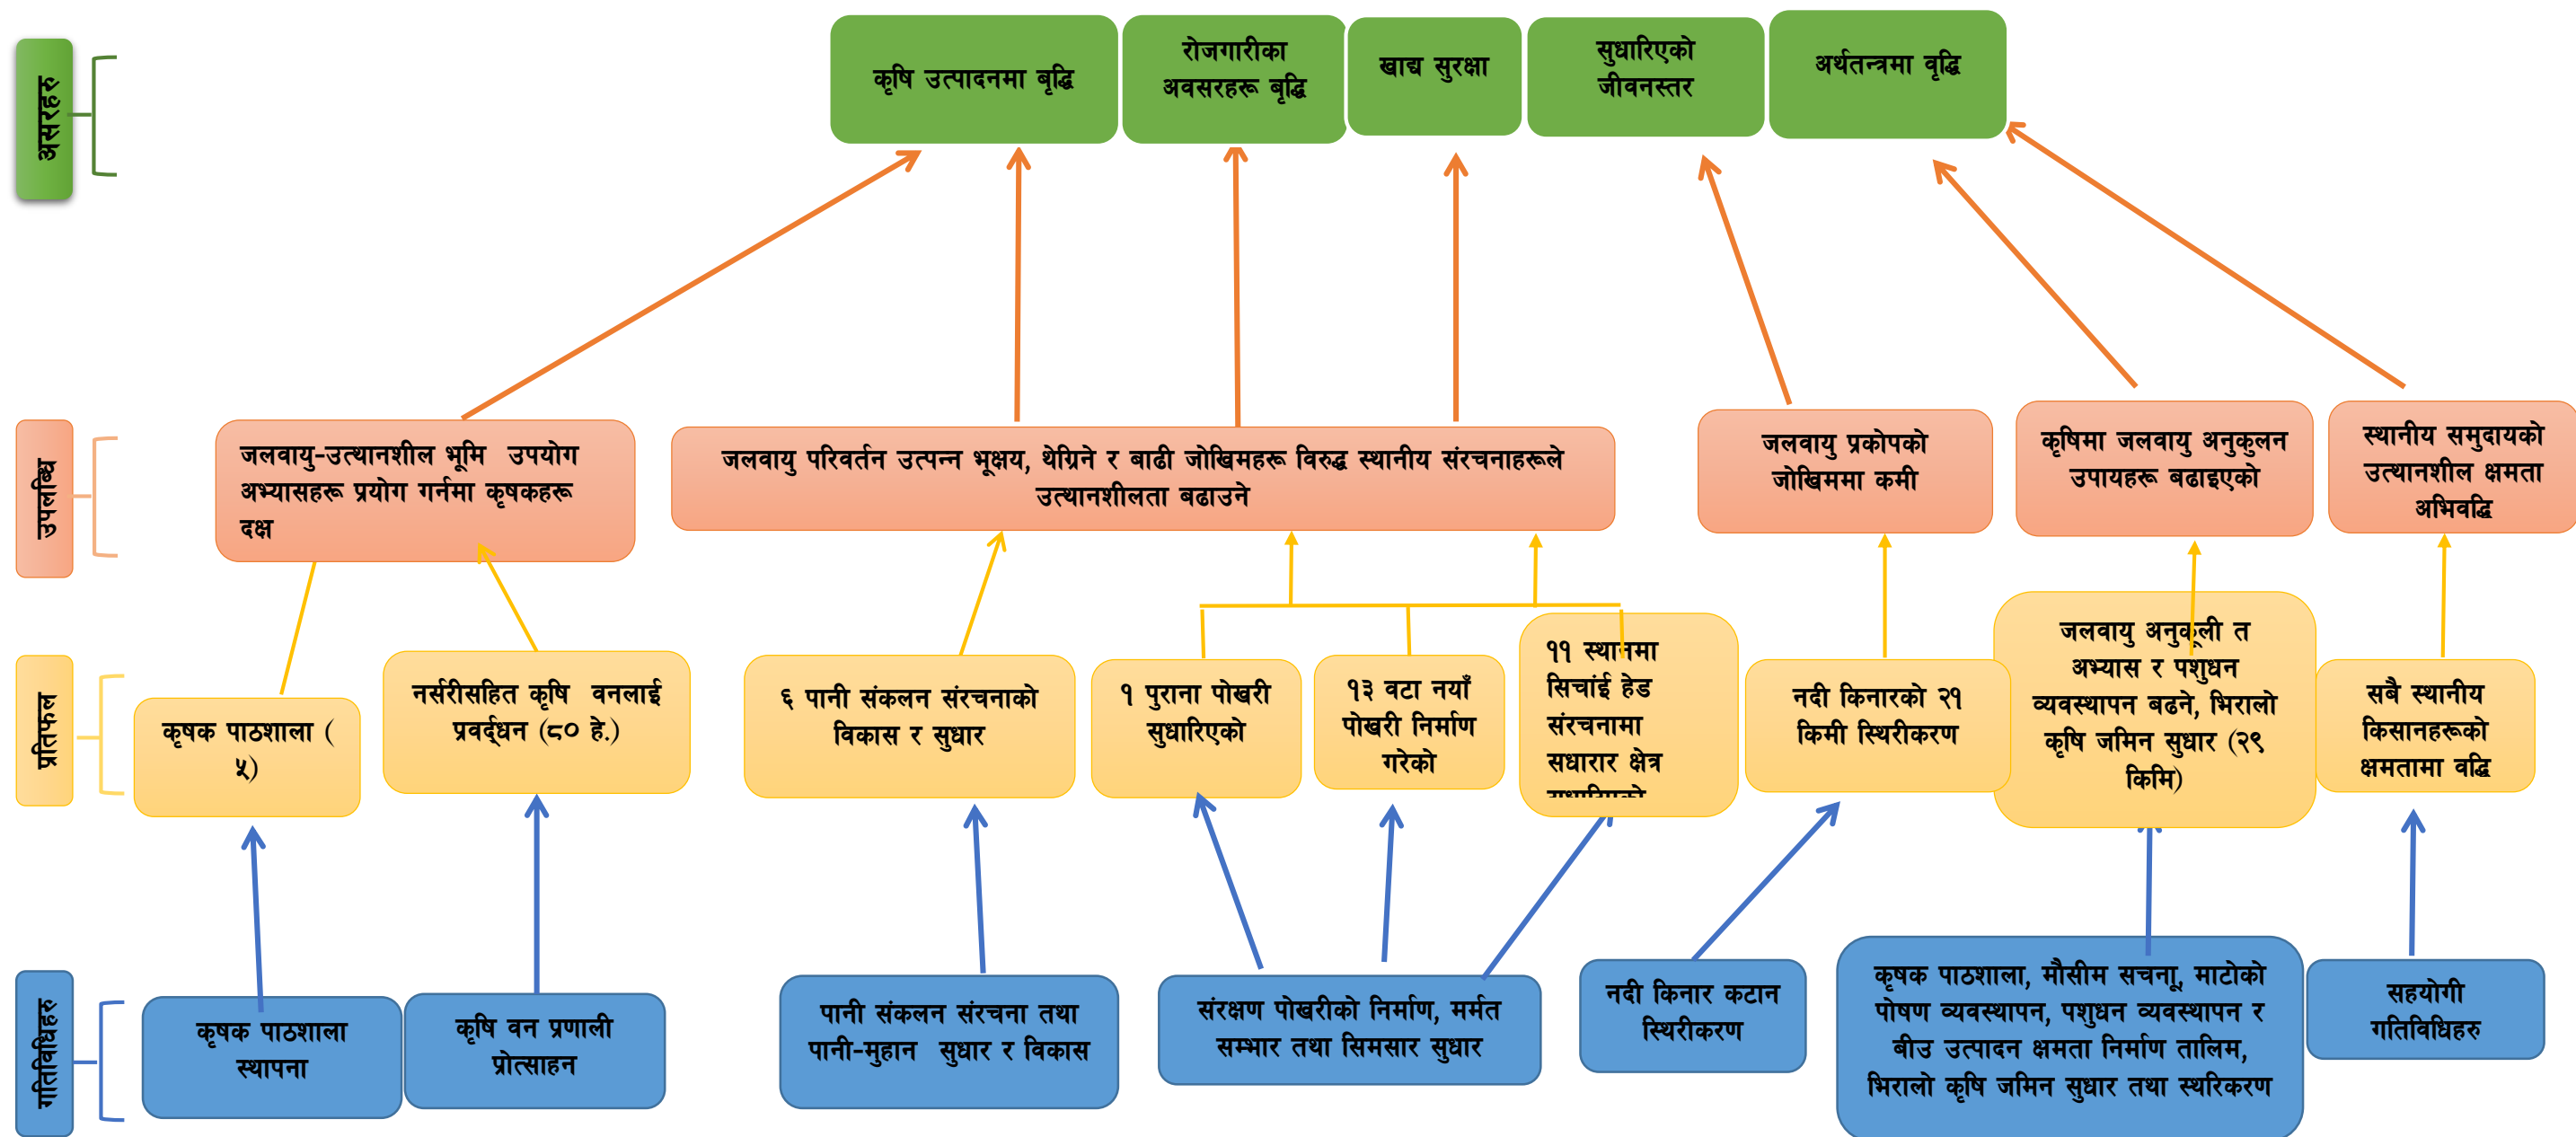 असरहरु
कृषि उत्पादनमा बृद्धि
रोजगारीका
अवसरहरू बृद्धि
खाद्य सुरक्षा
सुधारिएको
जीवनस्तर
अर्थतन्त्रमा वृद्धि
उपलब्धि
जलवायु-उत्थानशील भूमि उपयोग
अभ्यासहरू प्रयोग गर्नमा कृषकहरू
दक्ष
जलवायु परिवर्तन उत्पन्न भूक्षय, थेग्रिने र बाढी जोखिमहरू विरुद्ध स्थानीय संरचनाहरूले
उत्थानशीलता बढाउने
जलवायु प्रकोपको
जोखिममा कमी
कृषिमा जलवायु अनुकुलन
उपायहरू बढाइएको
स्थानीय समुदायको
उत्थानशील क्षमता
अभिवद्धि
प्रतिफल
कृषक पाठशाला (
५)
नर्सरीसहित कृषि वनलाई
प्रवर्द्धन (८० हे.)
६ पानी संकलन संरचनाको
विकास र सुधार
१ पुराना पोखरी
सुधारिएको
१३ वटा नयाँ
पोखरी निर्माण
गरेको
११ स्थानमा
सिचांई हेड
संरचनामा
सधारार क्षेत्र
नदी किनारको २१
किमी स्थिरीकरण
जलवायु अनुकूली त
अभ्यास र पशुधन
व्यवस्थापन बढने, भिरालो
कृषि जमिन सुधार (२९
किमि)
सबै स्थानीय
किसानहरूको
क्षमतामा वद्धि
गतिविधिहरु
कृषक पाठशाला
स्थापना
कृषि वन प्रणाली
प्रोत्साहन
पानी संकलन संरचना तथा
पानी-मुहान सुधार र विकास
संरक्षण पोखरीको निर्माण, मर्मत
सम्भार तथा सिमसार सुधार
नदी किनार कटान
स्थिरीकरण
कृषक पाठशाला, मौसीम सचनाू, माटोको
पोषण व्यवस्थापन, पशुधन व्यवस्थापन र
बीउ उत्पादन क्षमता निर्माण तालिम,
भिरालो कृषि जमिन सुधार तथा स्थरिकरण
सहयोगी
गतिविधिहरु